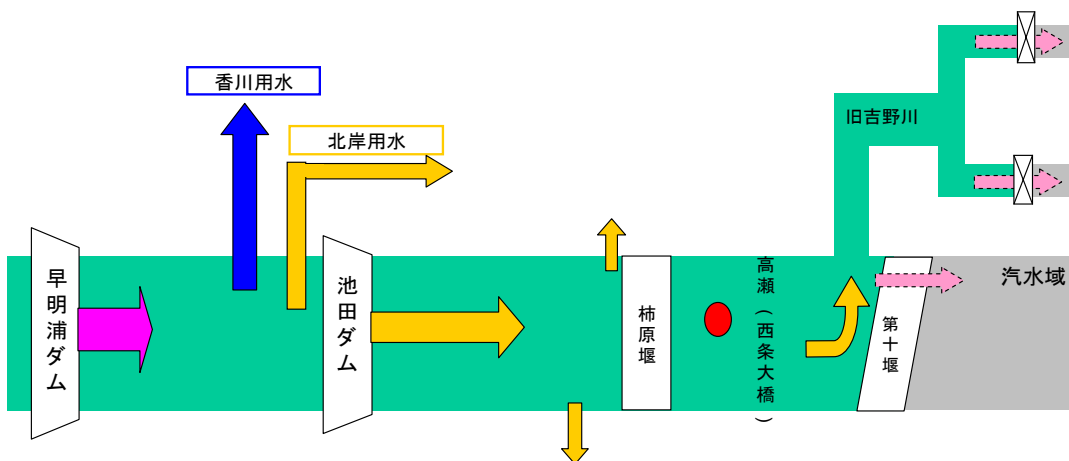 香川用水
北岸用水
旧吉野川
早明浦ダム
池田ダム
柿原堰
高瀬(西条大橋)
第十堰
汽水域